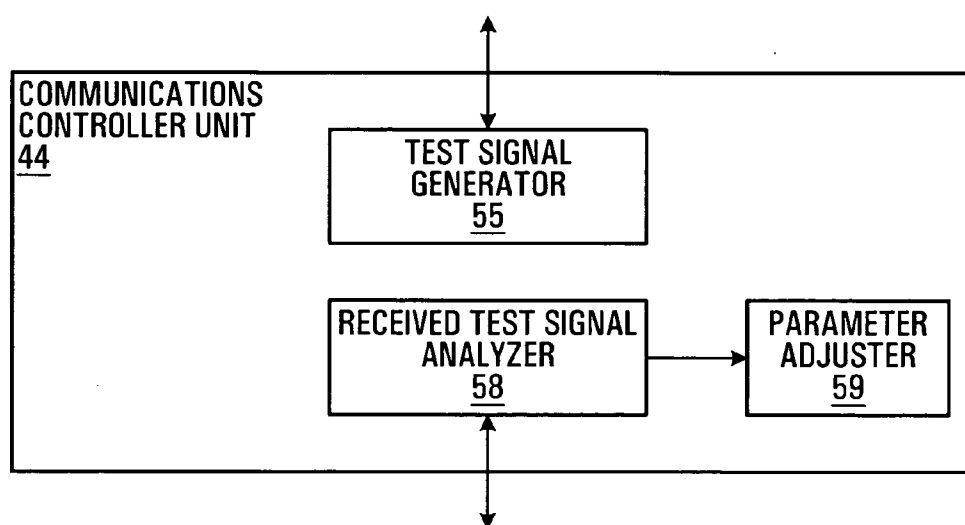 COMMUNICATIONS
CONTROLLER UNIT
44
TEST SIGNAL
GENERATOR
55
RECEIVED TEST SIGNAL
ANALYZER
58
PARAMETER
ADJUSTER
59